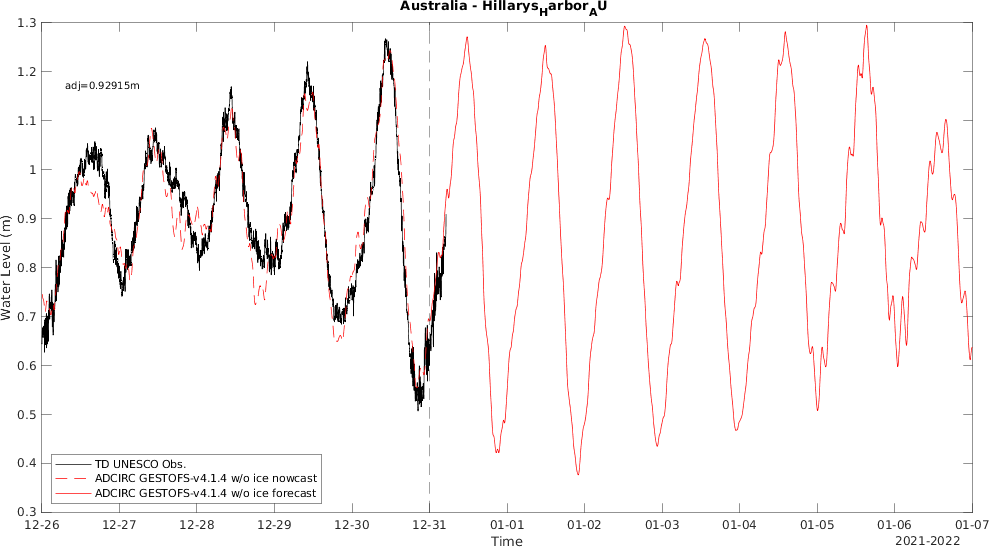 Australia - HillarysHarborAU
1.3
1.2
1.1
1
0.9
0.8
0.7
0.6
0.5
0.4
0.3
Water Level (m)
adj=0.92915m
TD UNESCO Obs.
ADCIRC GESTOFS-v4.1.4 w/o ice nowcast
ADCIRC GESTOFS-v4.1.4 w/o ice forecast
12-26 12-27 12-28 12-29 12-30 12-31 01-01 01-02 01-03 01-04 01-05 01-06 01-07
Time
2021-2022